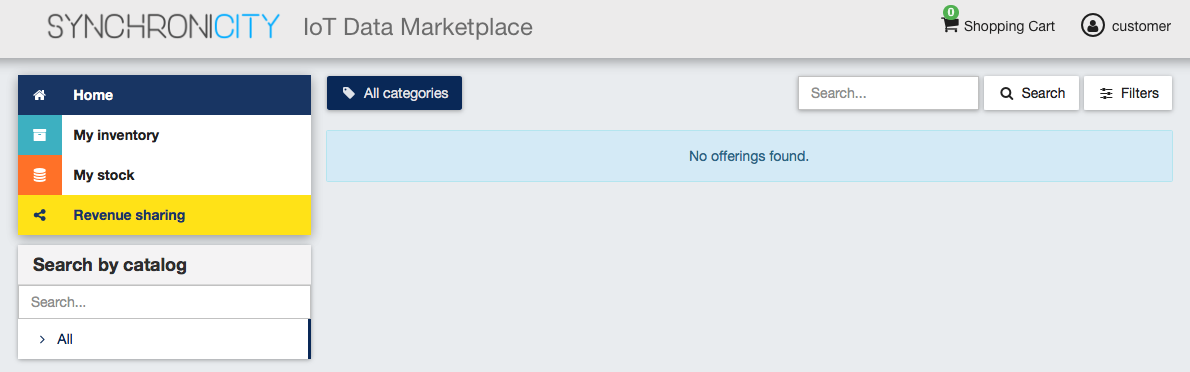 SYNCHRONICITY IoT Data Marketplace
0
Shopping Cart
customer
Home
My inventory
My stock
Revenue sharing
Search by catalog
Search...
All
All categories
Search...
Search
Filters
No offerings found.